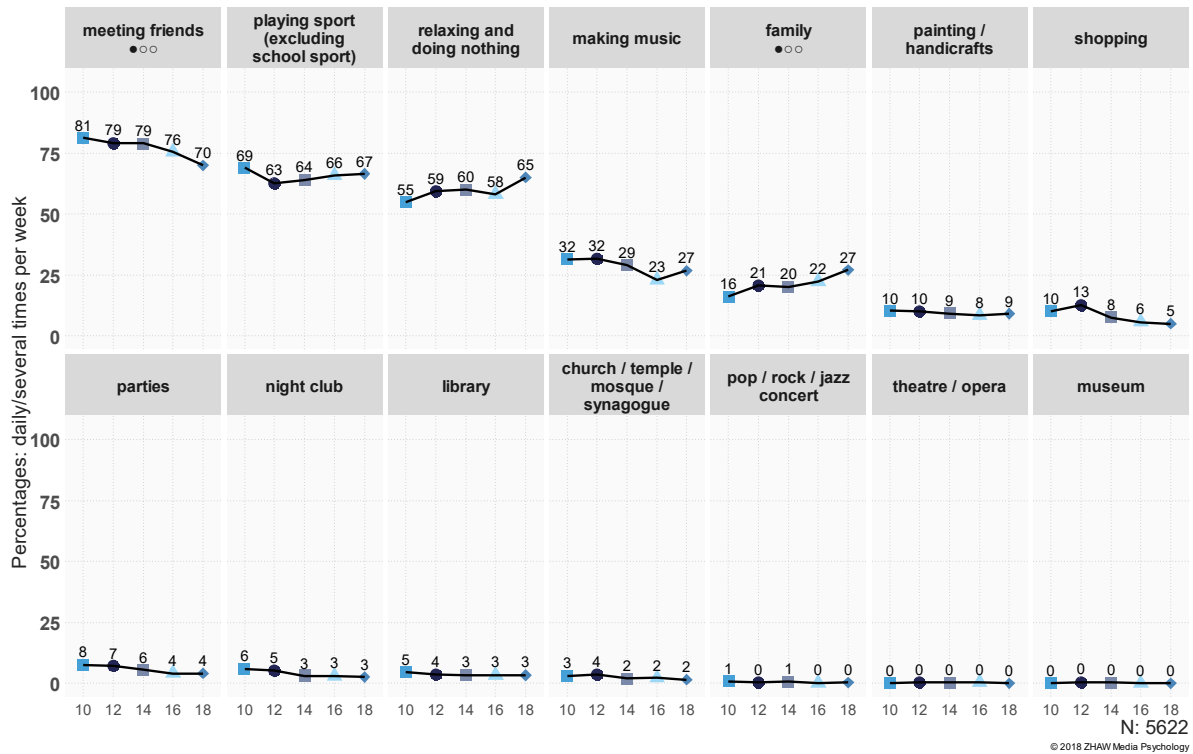 meeting friends
●○○
playing sport
(excluding
school sport)
relaxing and
doing nothing
making music
family
●○○
painting /
handicrafts
shopping
Percentages: daily/several times per week
100
75
50
25
0
81 79 79 76 70
69 63 64 66 67
55 59 60 58 65
32 32 29 23 27
16 21 20 22 27
10 10 9 8 9
10 13 8 6 5
parties
night club
library
church / temple /
mosque /
synagogue
pop / rock / jazz
concert
theatre / opera
museum
100
75
50
25
0
8 7 6 4 4
6 5 3 3 3
5 4 3 3 3
3 4 2 2 2
1 0 1 0 0
0 0 0 0 0
0 0 0 0 0
10 12 14 16 18
10 12 14 16 18
10 12 14 16 18
10 12 14 16 18
10 12 14 16 18
10 12 14 16 18
10 12 14 16 18
N: 5622
© 2018 ZHAW Media Psychology